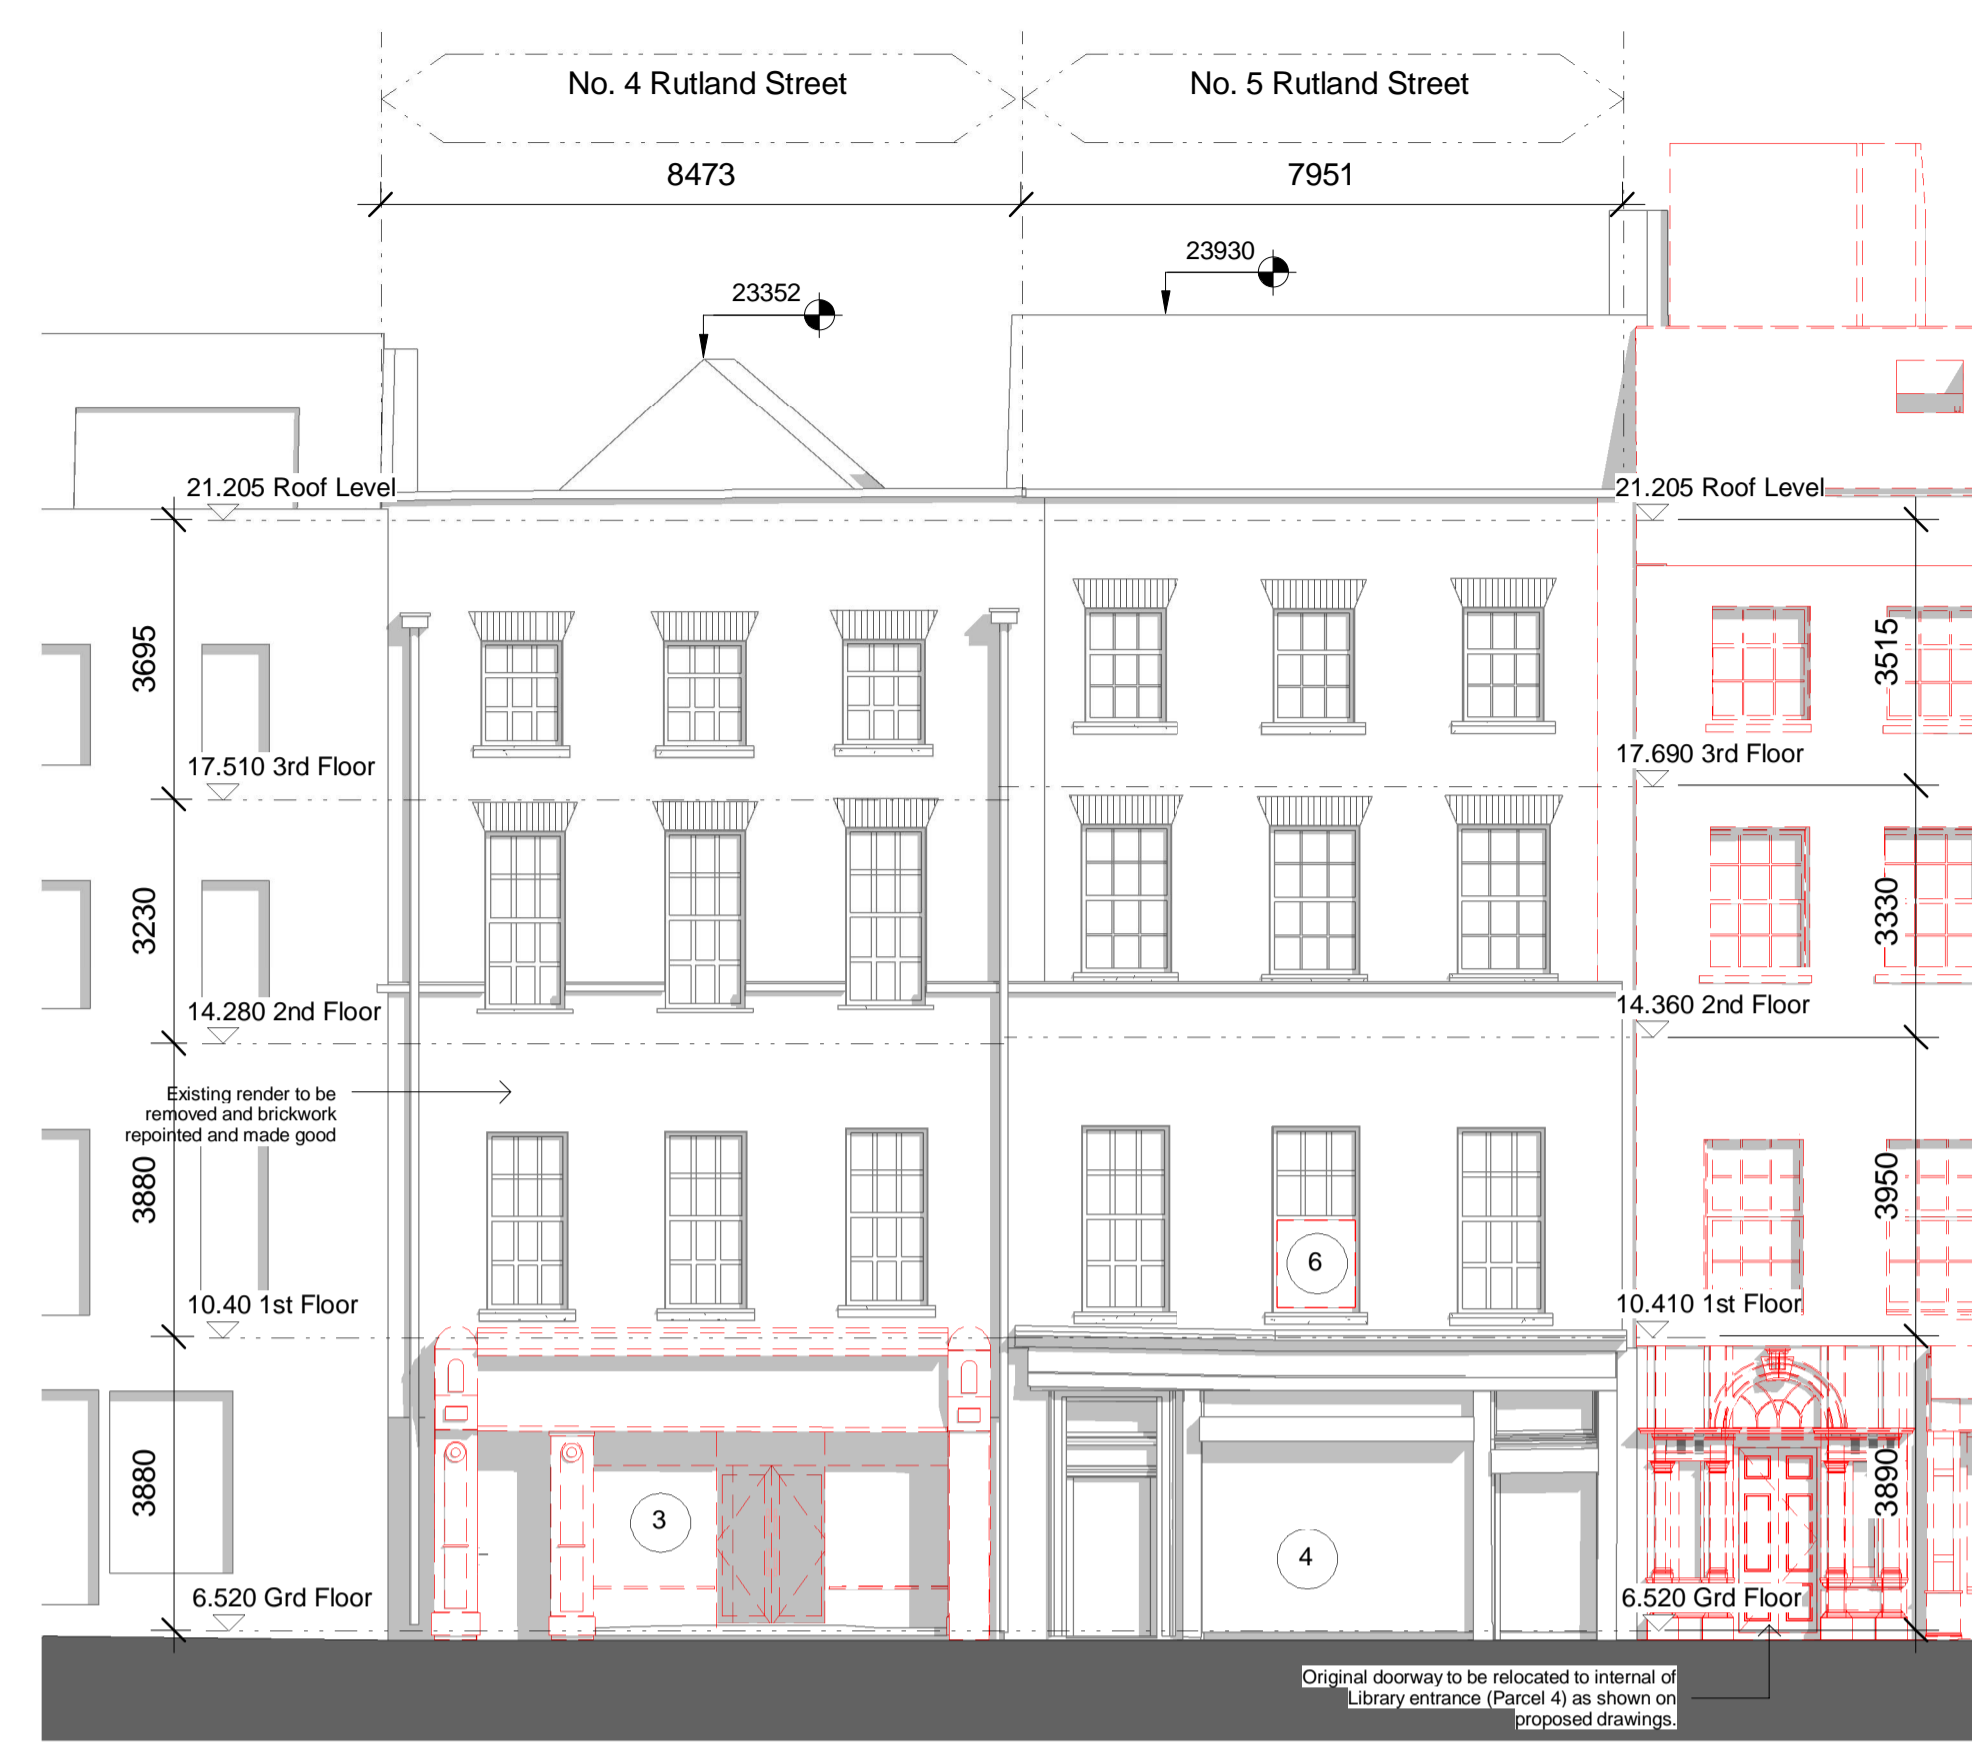 No. 4 Rutland Street
No. 5 Rutland Street
8473
7951
23930
23352
21.205 Roof Level
21.205 Roof Level
3695
3515
17.510 3rd Floor
17.690 3rd Floor
3230
3330
14.280 2nd Floor
14.360 2nd Floor
Existing render to be
removed and brickwork
repointed and made good
3880
3950
6
10.40 1st Floor
10.410 1st Floor
3880
3890
3
4
6.520 Grd Floor
6.520 Grd Floor
Original doorway to be relocated to internal of
Library entrance (Parcel 4) as shown on
proposed drawings.